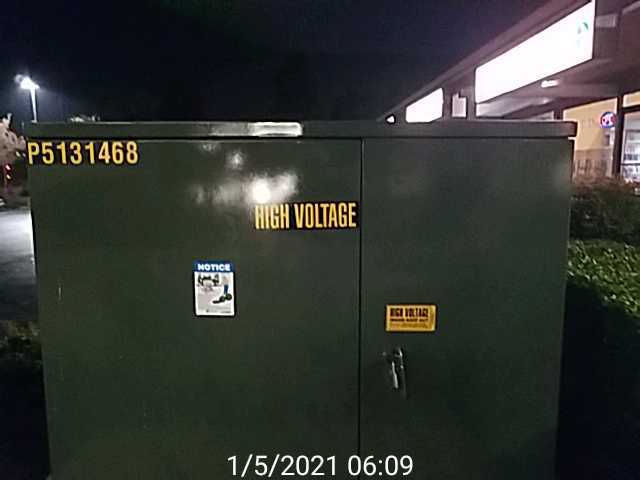 P5131468
HIGH VOLTAGE
NOTICE
HIGH VOLTAGE
1/5/2021 06:09